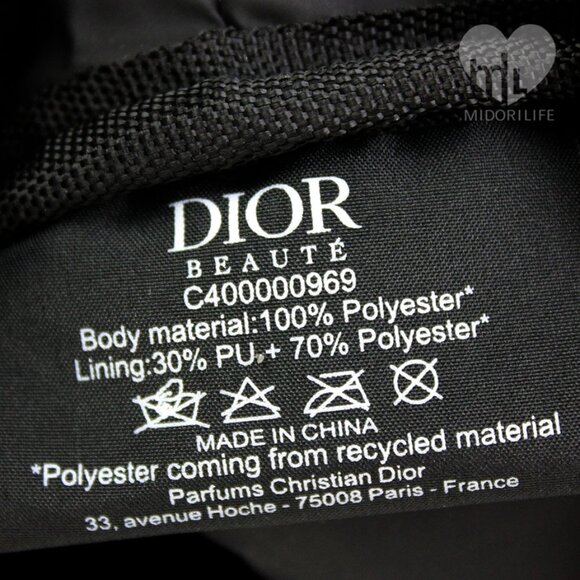 ml
MIDORILIFE
DIOR
BEAUTÉ
C400000969
Body material:100% Polyester*
Lining:30% PU + 70% Polyester*
MADE IN CHINA
*Polyester coming from recycled material
Parfums Christian Dior
33, avenue Hoche - 75008 Paris - France